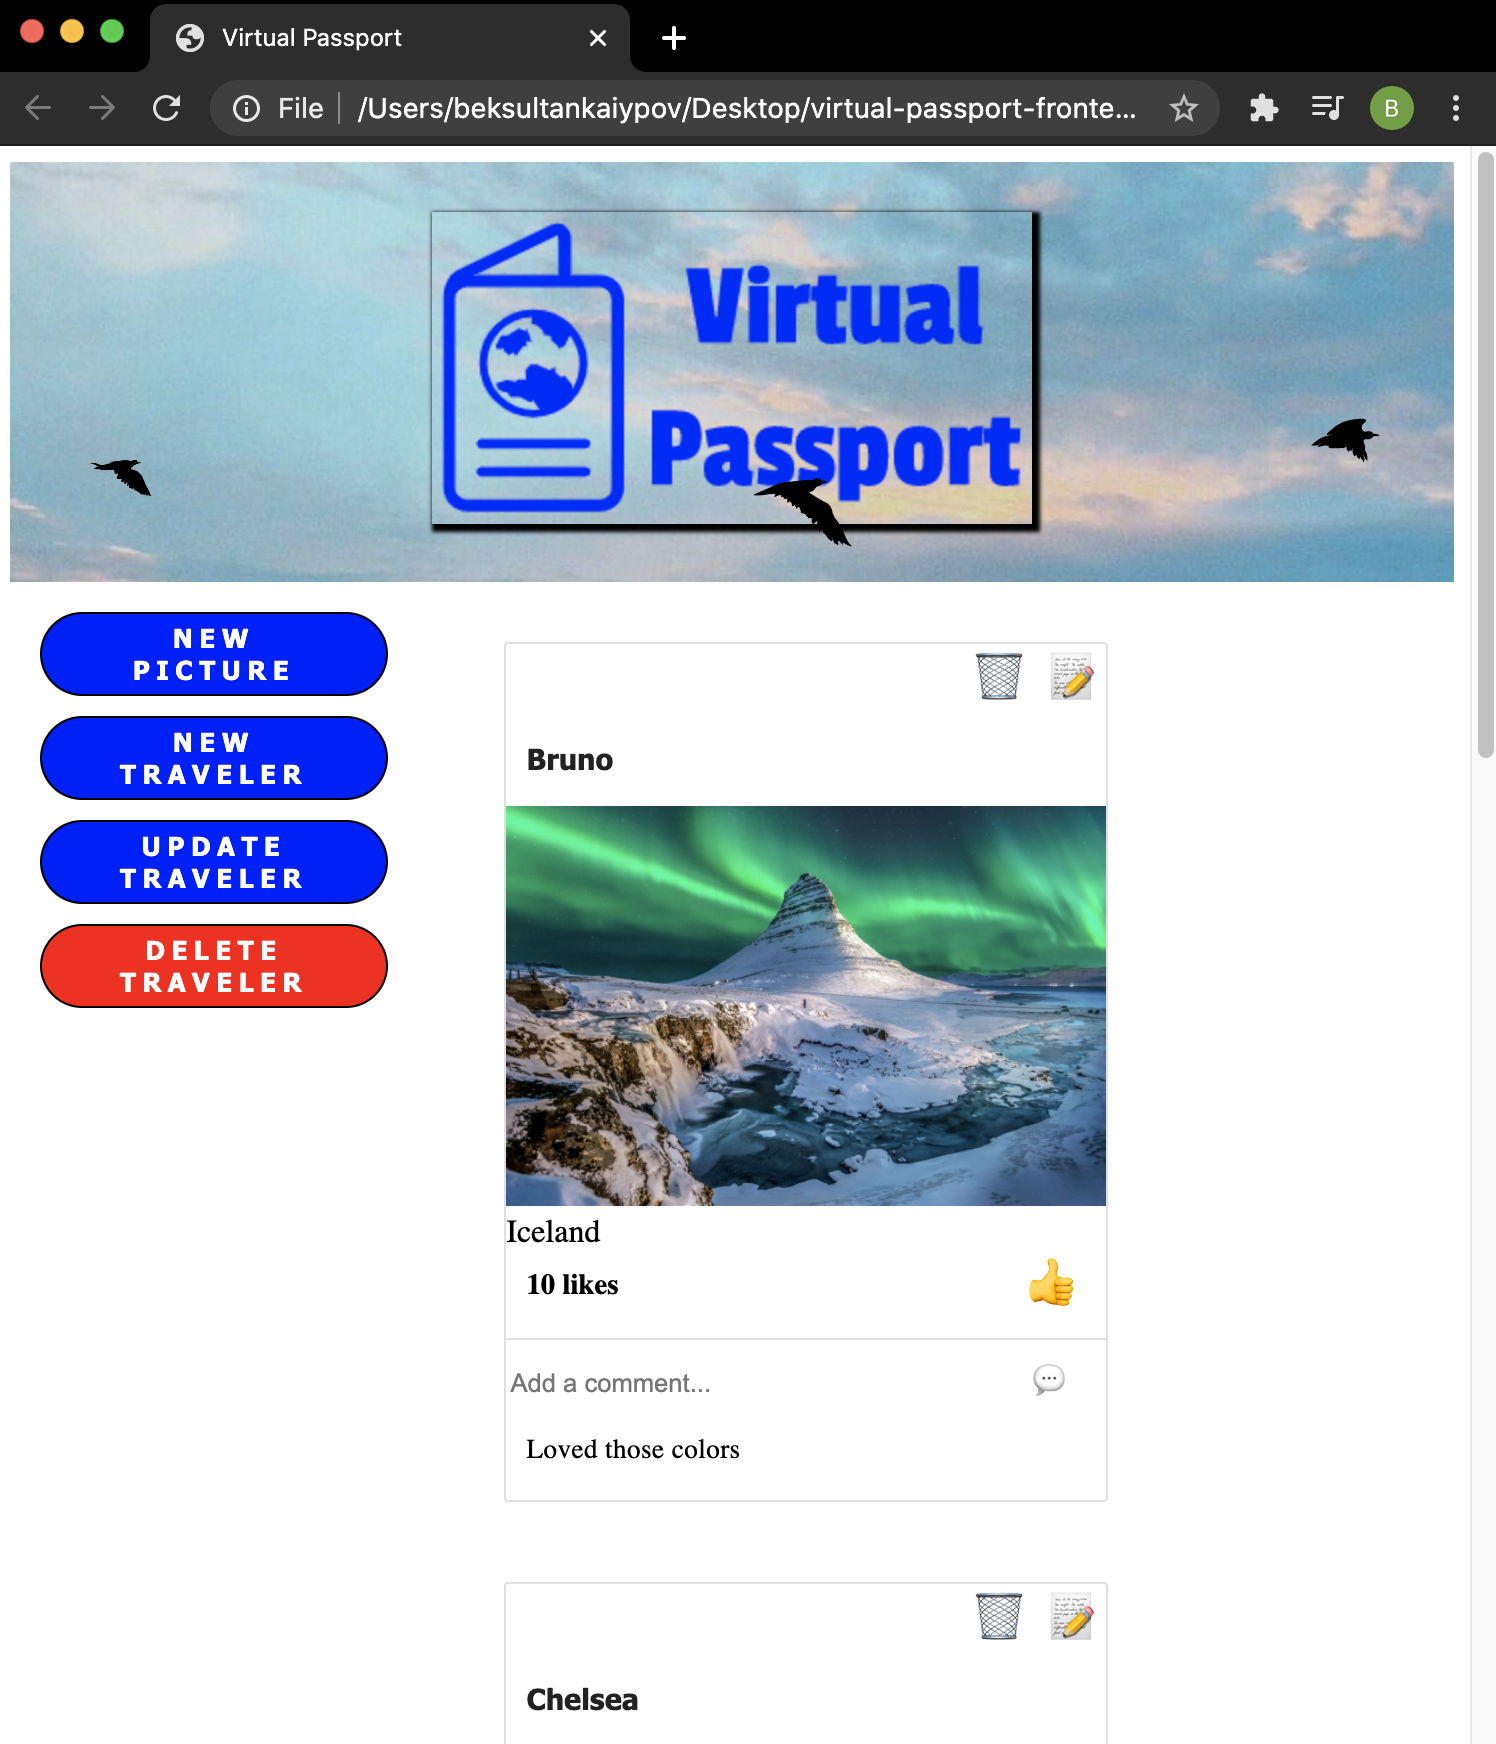 Virtual Passport
File
/Users/beksultankaiypov/Desktop/virtual-passport-fronte...
B
Virtual
Passport
NEW
PICTURE
NEW
TRAVELER
UPDATE
TRAVELER
DELETE
TRAVELER
Bruno
Iceland
10 likes
Add a comment...
Loved those colors
Chelsea